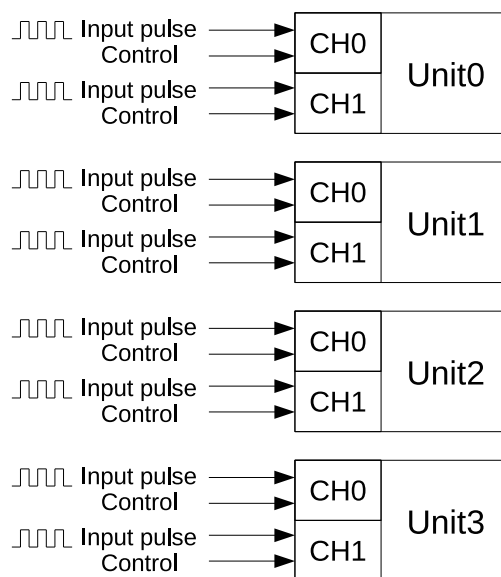 Input pulse
Control
CH0
Input pulse
Control
CH1
Unit0
Input pulse
Control
CH0
Input pulse
Control
CH1
Unit1
Input pulse
Control
CH0
Input pulse
Control
CH1
Unit2
Input pulse
Control
CH0
Input pulse
Control
CH1
Unit3